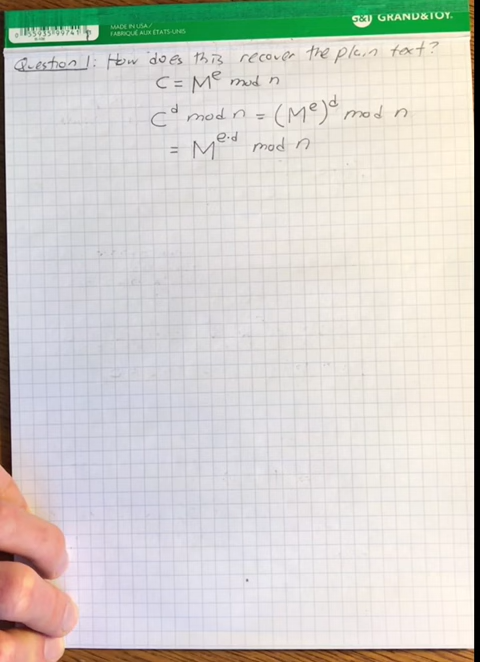 MADE IN USA/
FABRIQUÉ AUX ÉTATS-UNIS
G&T GRAND&TOY.
Question 1: How does this recover the plain text?
C = M^e mod n
C^d mod n = (M^e)^d mod n
= M^e·d mod n